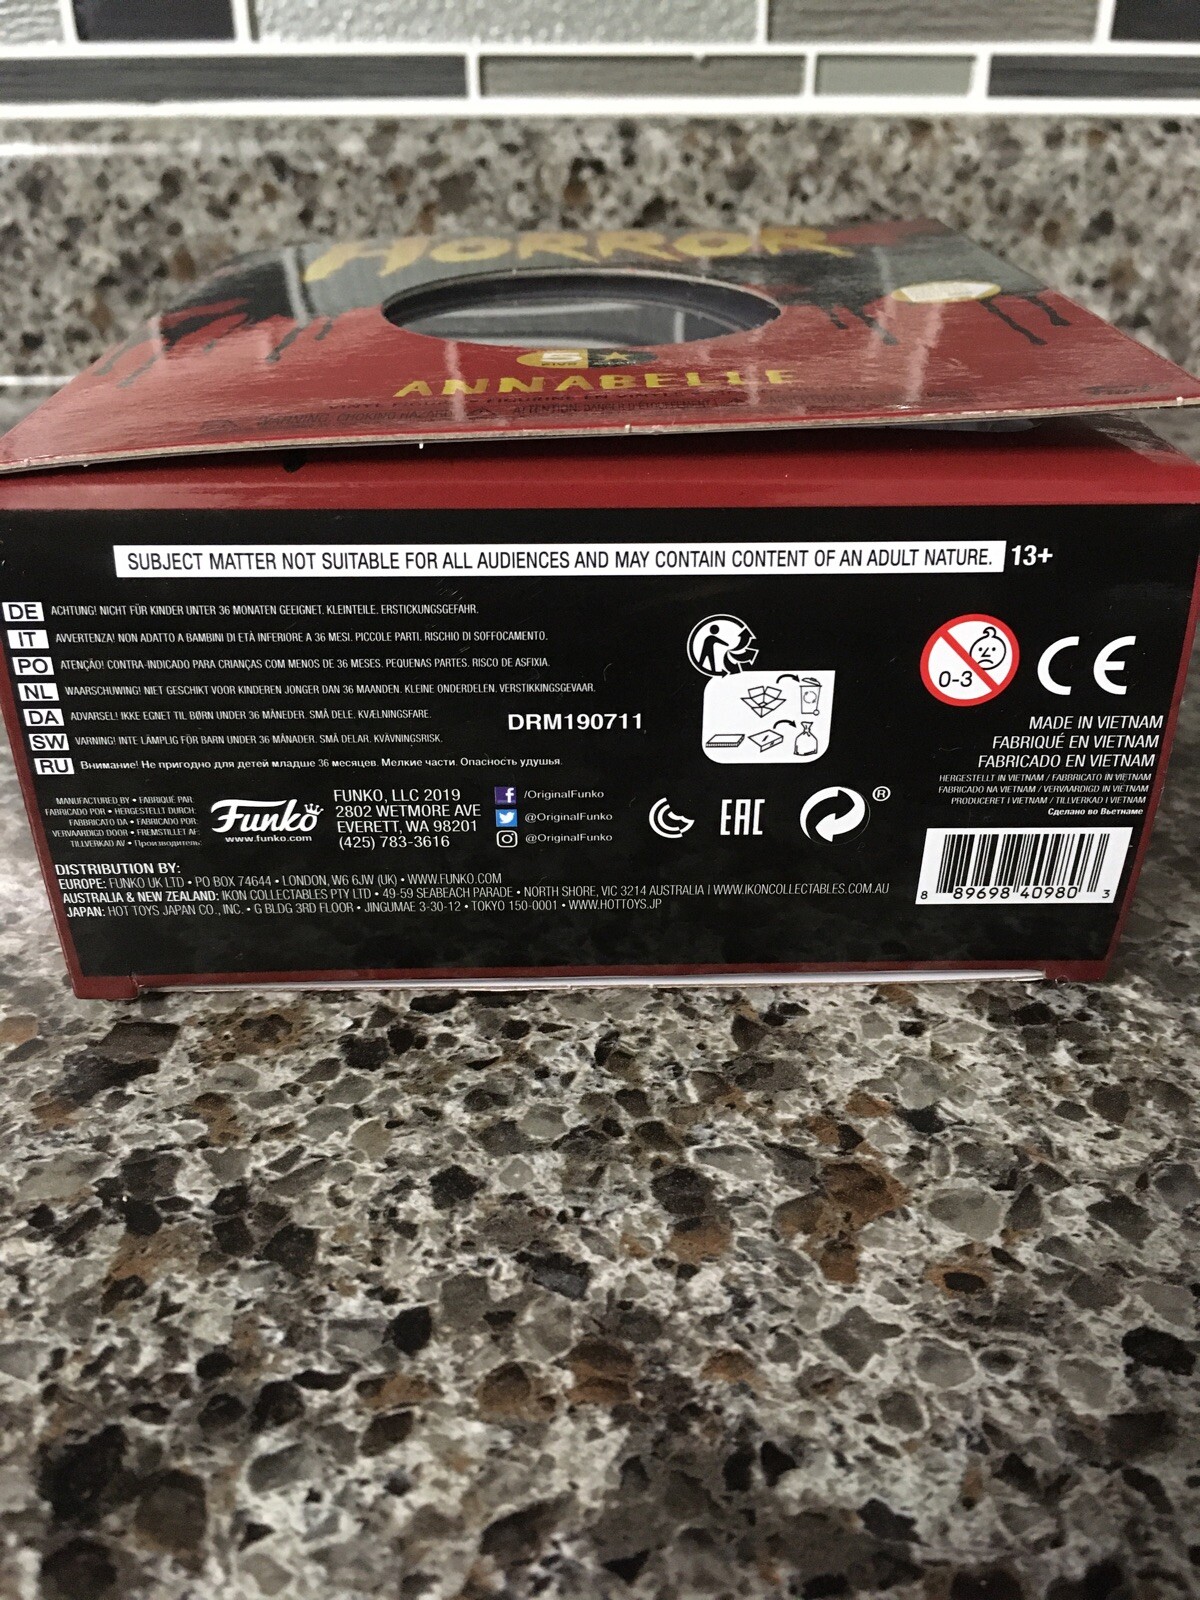 HORROR
5 STAR
ANNABELLE
SUBJECT MATTER NOT SUITABLE FOR ALL AUDIENCES AND MAY CONTAIN CONTENT OF AN ADULT NATURE. 13+
DE ACHTUNG! NICHT FÜR KINDER UNTER 36 MONATEN GEEIGNET. KLEINTEILE. ERSTICKUNGSGEFAHR.
IT AVVERTENZA! NON ADATTO A BAMBINI DI ETÀ INFERIORE A 36 MESI. PICCOLE PARTI. RISCHIO DI SOFFOCAMENTO.
PO ATENÇÃO! CONTRA-INDICADO PARA CRIANÇAS COM MENOS DE 36 MESES. PEQUENAS PARTES. RISCO DE ASFIXIA.
NL WAARSCHUWING! NIET GESCHIKT VOOR KINDEREN JONGER DAN 36 MAANDEN. KLEINE ONDERDELEN. VERSTIKKINGSGEVAAR.
DA ADVARSEL! IKKE EGNET TIL BØRN UNDER 36 MÅNEDER. SMÅ DELE. KVÆLNINGSFARE.
SW VARNING! INTE LÄMPLIG FÖR BARN UNDER 36 MÅNADER. SMÅ DELAR. KVÄVNINGSRISK.
RU Внимание! Не пригодно для детей младше 36 месяцев. Мелкие части. Опасность удушья.
DRM190711
0-3
CE
MADE IN VIETNAM
FABRIQUÉ EN VIETNAM
FABRICADO EN VIETNAM
HERGESTELLT IN VIETNAM / FABBRICATO IN VIETNAM
FABRICADO NA VIETNAM / VERVAARDIGD IN VIETNAM
PRODUCERET I VIETNAM / TILLVERKAD I VIETNAM
Сделано во Вьетнаме
MANUFACTURED BY • FABRIQUÉ PAR:
FABRICADO POR • HERGESTELLT DURCH:
FABBRICATO DA • FABRICADO POR:
VERVAARDIGD DOOR • FREMSTILLET AF:
TILLVERKAD AV • Производитель:
Funko
www.funko.com
FUNKO, LLC 2019
2802 WETMORE AVE
EVERETT, WA 98201
(425) 783-3616
/OriginalFunko
@OriginalFunko
@OriginalFunko
EAC
®
8 89698 40980 3
DISTRIBUTION BY:
EUROPE: FUNKO UK LTD • PO BOX 74644 • LONDON, W6 6JW (UK) • WWW.FUNKO.COM
AUSTRALIA & NEW ZEALAND: IKON COLLECTABLES PTY LTD • 49-59 SEABEACH PARADE • NORTH SHORE, VIC 3214 AUSTRALIA | WWW.IKONCOLLECTABLES.COM.AU
JAPAN: HOT TOYS JAPAN CO., INC. • G BLDG 3RD FLOOR • JINGUMAE 3-30-12 • TOKYO 150-0001 • WWW.HOTTOYS.JP